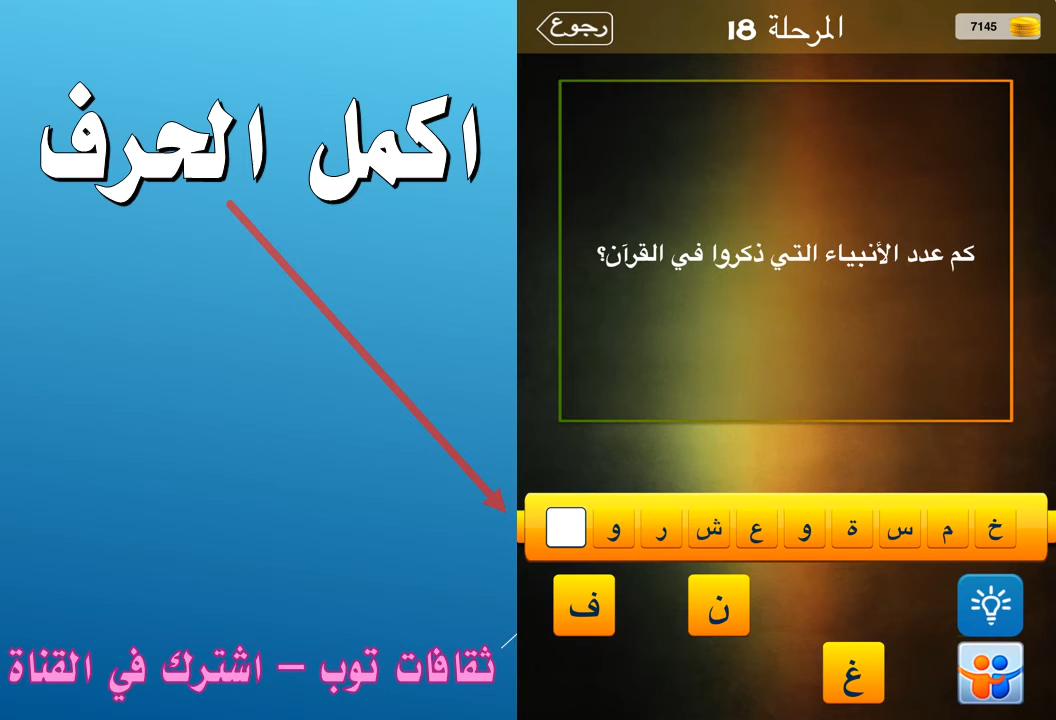 اكمل الحرف
ثقافات توب – اشترك في القناة
رجوع
المرحلة 18
7145
كم عدد الأنبياء التي ذكروا في القرآن؟
خ م س ة و ع ش ر و
ن ف
غ